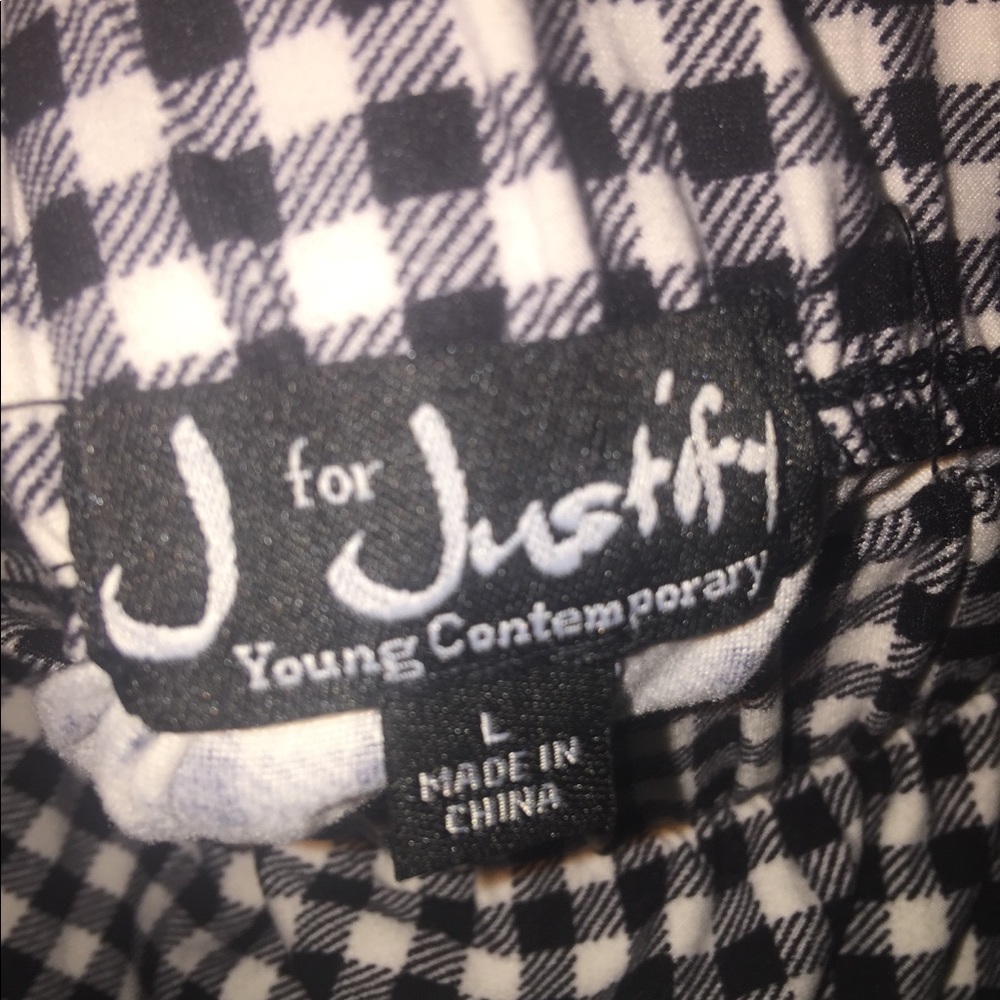 J for Justify
Young Contemporary
L
MADE IN
CHINA